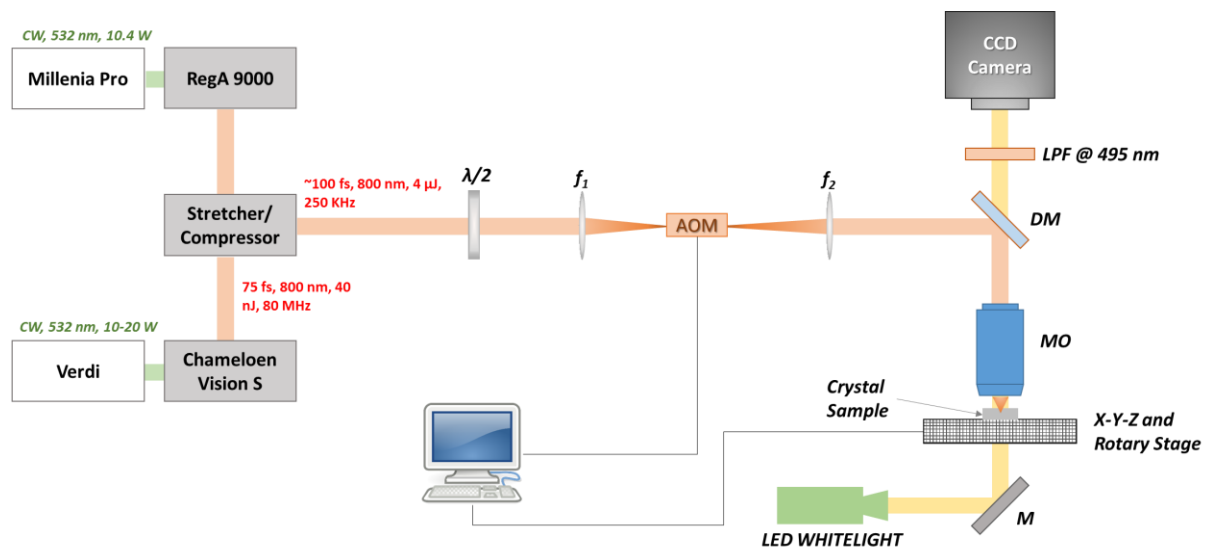 CW, 532 nm, 10.4 W
Millenia Pro
RegA 9000
CCD
Camera
LPF @ 495 nm
~100 fs, 800 nm, 4 µJ,
250 KHz
λ/2
f1
f2
Stretcher/
Compressor
AOM
DM
75 fs, 800 nm, 40
nJ, 80 MHz
CW, 532 nm, 10-20 W
Verdi
Chameloen
Vision S
MO
Crystal
Sample
X-Y-Z and
Rotary Stage
M
LED WHITELIGHT